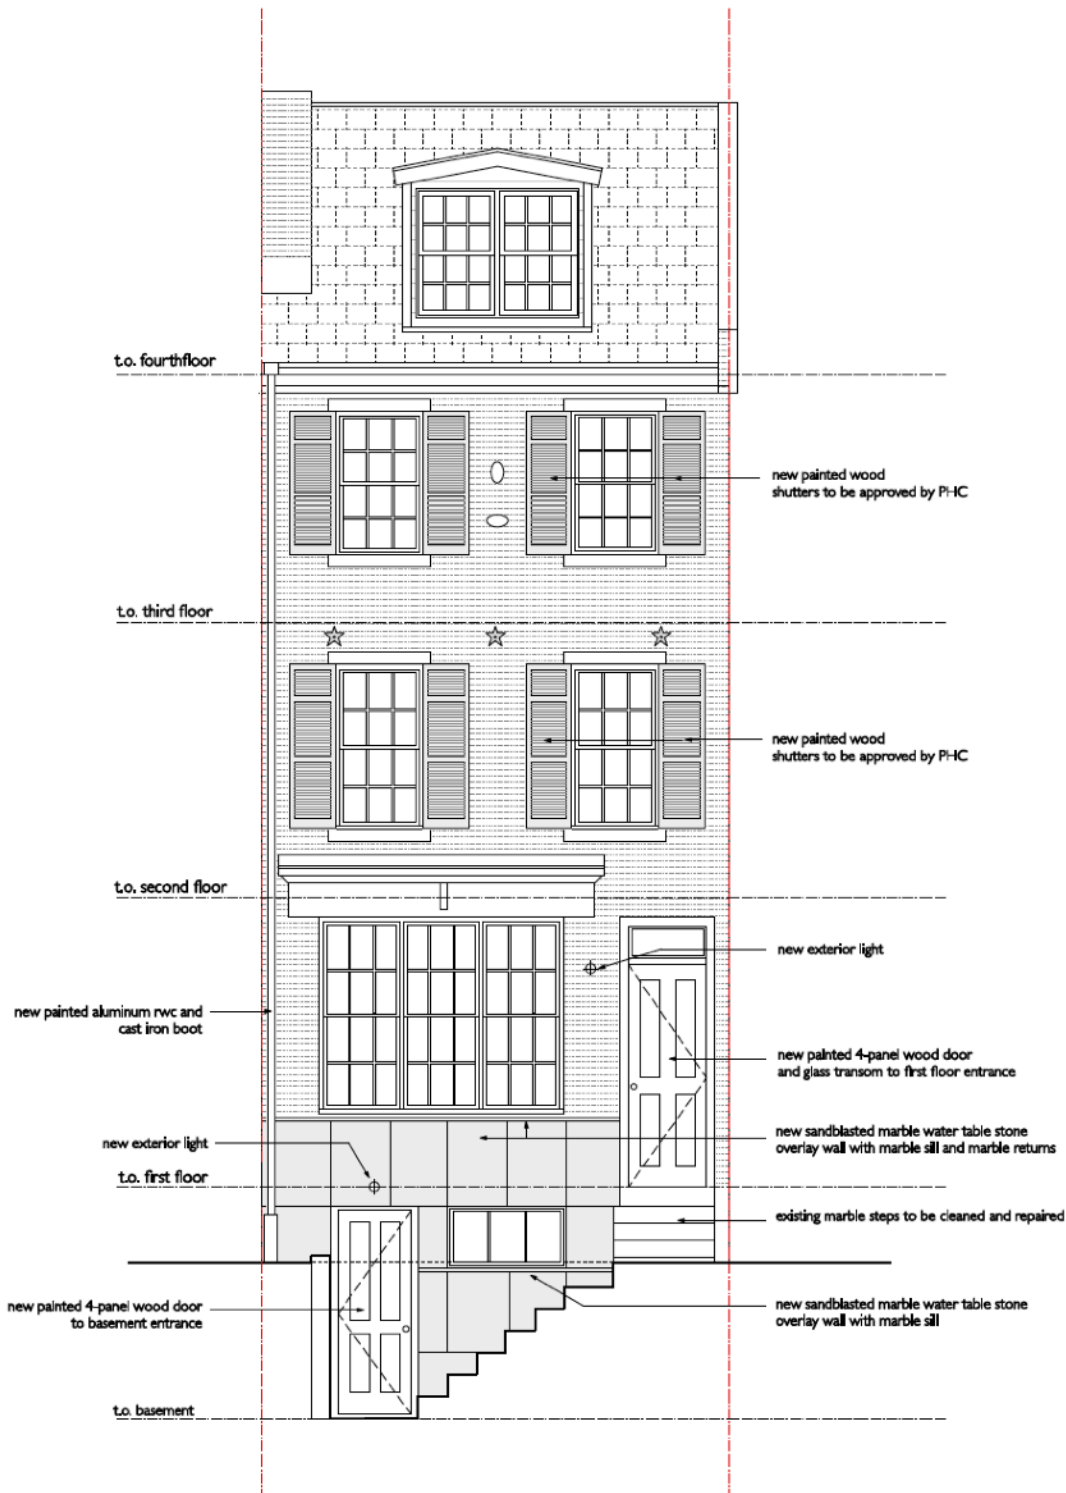 t.o. fourthfloor
new painted wood
shutters to be approved by PHC
t.o. third floor
new painted wood
shutters to be approved by PHC
t.o. second floor
new exterior light
new painted aluminum rwc and
cast iron boot
new painted 4-panel wood door
and glass transom to first floor entrance
new exterior light
new sandblasted marble water table stone
overlay wall with marble sill and marble returns
t.o. first floor
existing marble steps to be cleaned and repaired
new painted 4-panel wood door
to basement entrance
new sandblasted marble water table stone
overlay wall with marble sill
t.o. basement